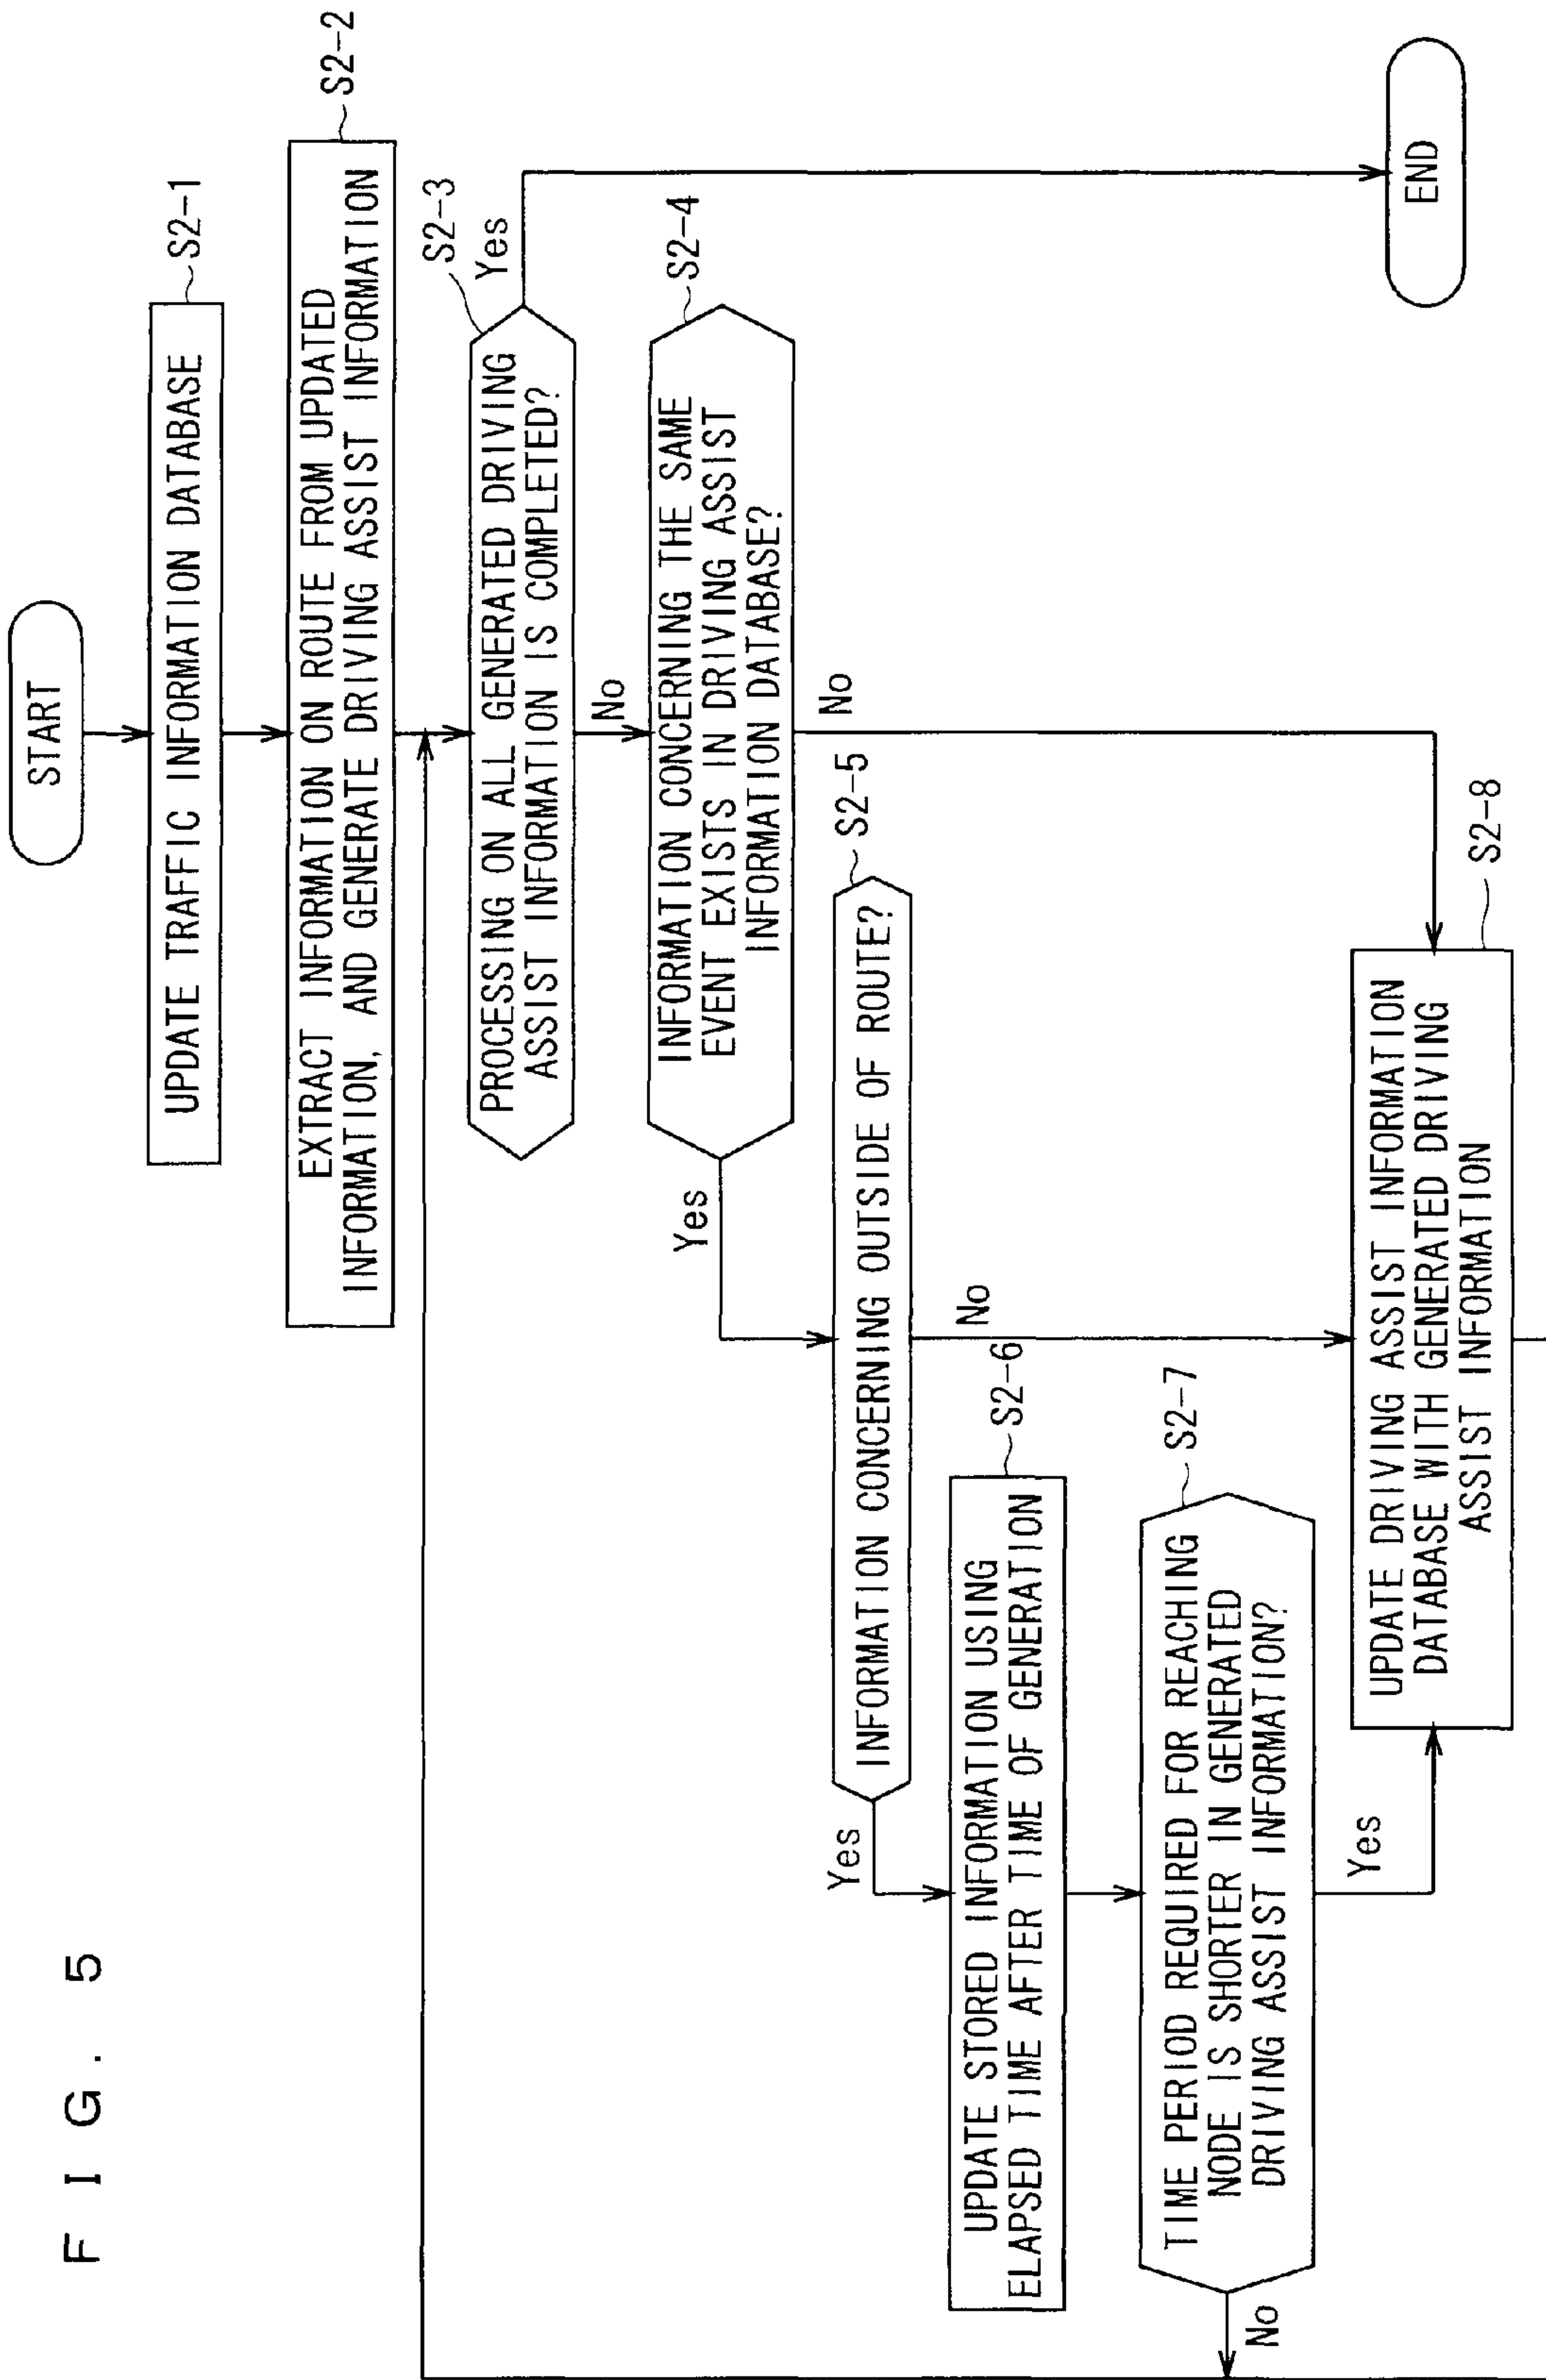 F I G. 5
START
UPDATE TRAFFIC INFORMATION DATABASE
S2-1
EXTRACT INFORMATION ON ROUTE FROM UPDATED
INFORMATION, AND GENERATE DRIVING ASSIST INFORMATION
S2-2
PROCESSING ON ALL GENERATED DRIVING
ASSIST INFORMATION IS COMPLETED?
S2-3
Yes
No
INFORMATION CONCERNING THE SAME
EVENT EXISTS IN DRIVING ASSIST
INFORMATION DATABASE?
S2-4
Yes
No
INFORMATION CONCERNING OUTSIDE OF ROUTE?
S2-5
Yes
No
UPDATE STORED INFORMATION USING
ELAPSED TIME AFTER TIME OF GENERATION
S2-6
TIME PERIOD REQUIRED FOR REACHING
NODE IS SHORTER IN GENERATED
DRIVING ASSIST INFORMATION?
S2-7
No
Yes
UPDATE DRIVING ASSIST INFORMATION
DATABASE WITH GENERATED DRIVING
ASSIST INFORMATION
S2-8
END